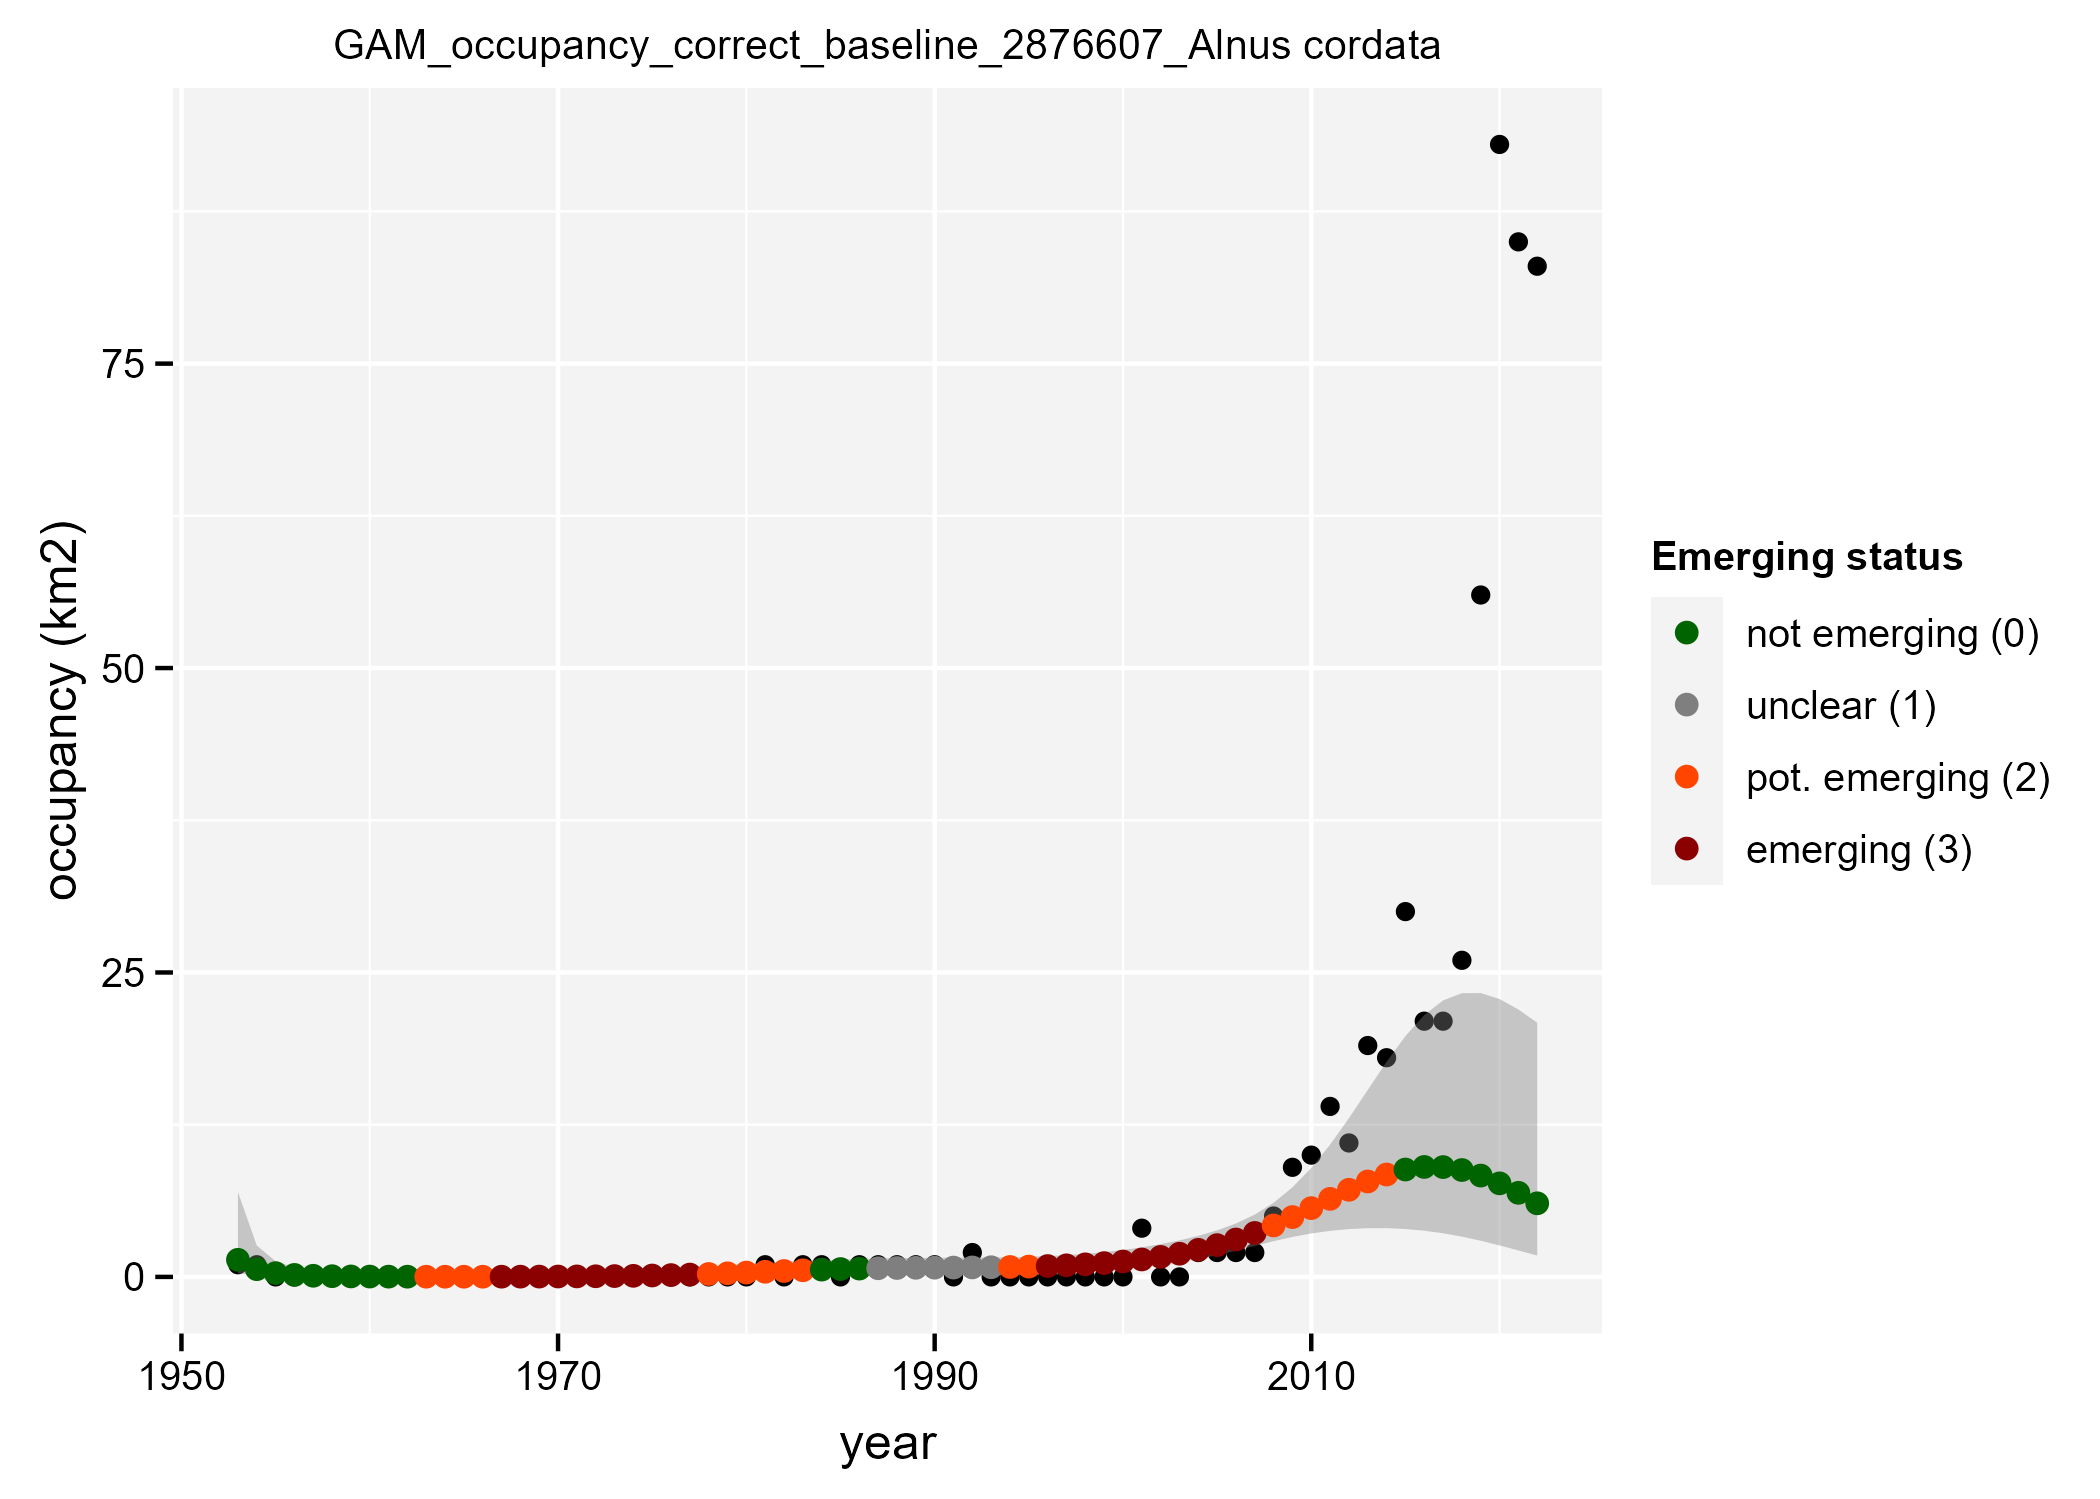 GAM_occupancy_correct_baseline_2876607_Alnus cordata
occupancy (km2)
75
50
25
0
1950
1970
1990
2010
year
Emerging status
not emerging (0)
unclear (1)
pot. emerging (2)
emerging (3)